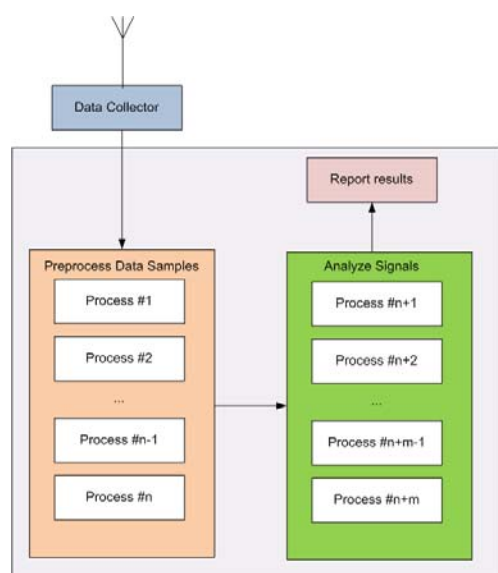 Data Collector
Report results
Preprocess Data Samples
Process #1
Process #2
...
Process #n-1
Process #n
Analyze Signals
Process #n+1
Process #n+2
...
Process #n+m-1
Process #n+m